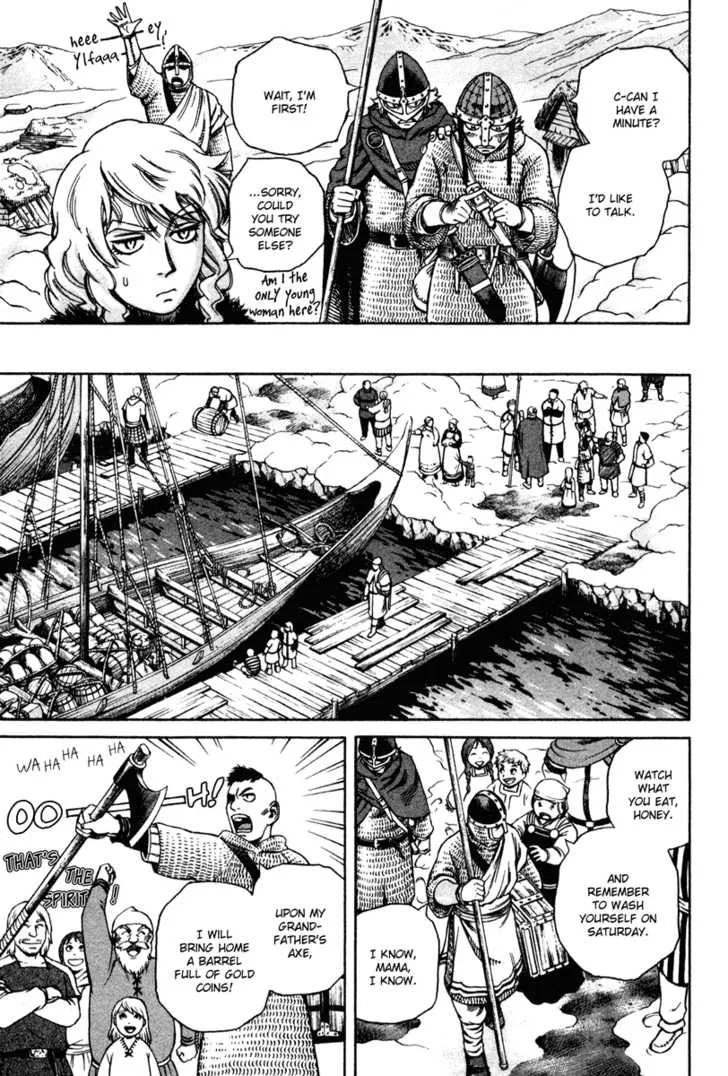 C-CAN I
HAVE A
MINUTE?
I'D LIKE
TO TALK.
WAIT, I'M
FIRST!
heee ey
Ylfaaa !
...SORRY,
COULD
YOU TRY
SOMEONE
ELSE?
Am I the
ONLY young
woman here?
WATCH
WHAT
YOU EAT,
HONEY.
AND
REMEMBER
TO WASH
YOURSELF ON
SATURDAY.
I KNOW,
MAMA,
I KNOW.
WA HA HA HA HA
OO—H!
THAT'S THE
SPIRIT!
UPON MY
GRAND-
FATHER'S
AXE,
I WILL
BRING HOME
A BARREL
FULL OF GOLD
COINS!